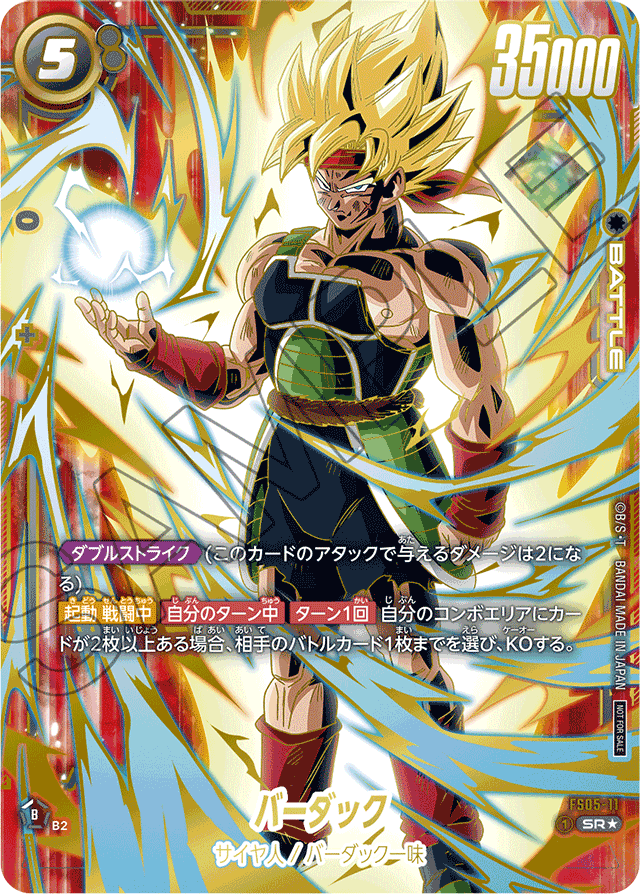 5
35000
SAMPLE
0
BATTLE
ダブルストライク (このカードのアタックで与えるダメージは2になる)
起動 戦闘中 自分のターン中 ターン1回 自分のコンボエリアにカードが2枚以上ある場合、相手のバトルカード1枚までを選び、KOする。
©B/S・T BANDAI MADE IN JAPAN
NOT FOR SALE
バーダック
サイヤ人/バーダック一味
B
B2
FS05-11
1 SR★